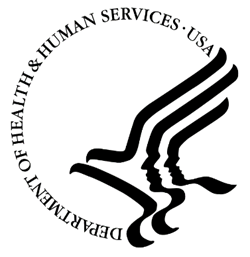 DEPARTMENT OF HEALTH & HUMAN SERVICES · USA